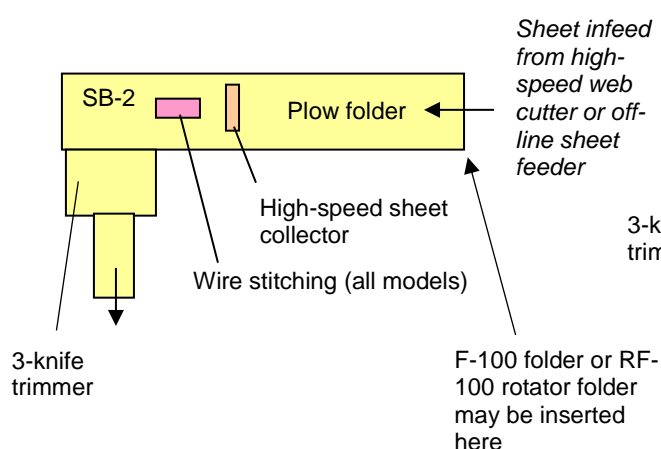 Sheet infeed
from high-
speed web
cutter or off-
line sheet
feeder
SB-2
Plow folder
High-speed sheet
collector
3-k
trim
Wire stitching (all models)
3-knife
trimmer
F-100 folder or RF-
100 rotator folder
may be inserted
here